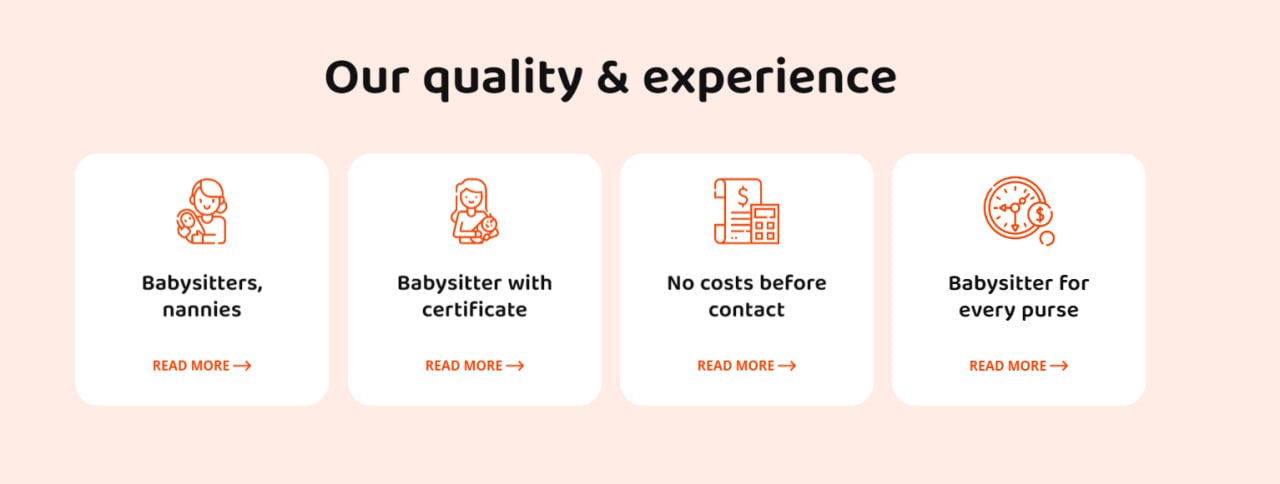 Our quality & experience
Babysitters,
nannies
READ MORE →
Babysitter with
certificate
READ MORE →
No costs before
contact
READ MORE →
Babysitter for
every purse
READ MORE →